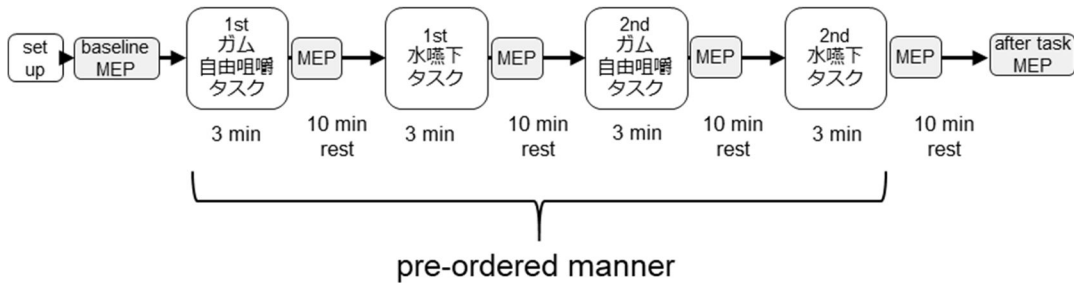 set
up
baseline
MEP
1st
ガム
自由咀嚼
タスク
MEP
1st
水嚥下
タスク
MEP
2nd
ガム
自由咀嚼
タスク
MEP
2nd
水嚥下
タスク
MEP
after task
MEP
3 min
10 min
rest
3 min
10 min
rest
3 min
10 min
rest
3 min
10 min
rest
pre-ordered manner